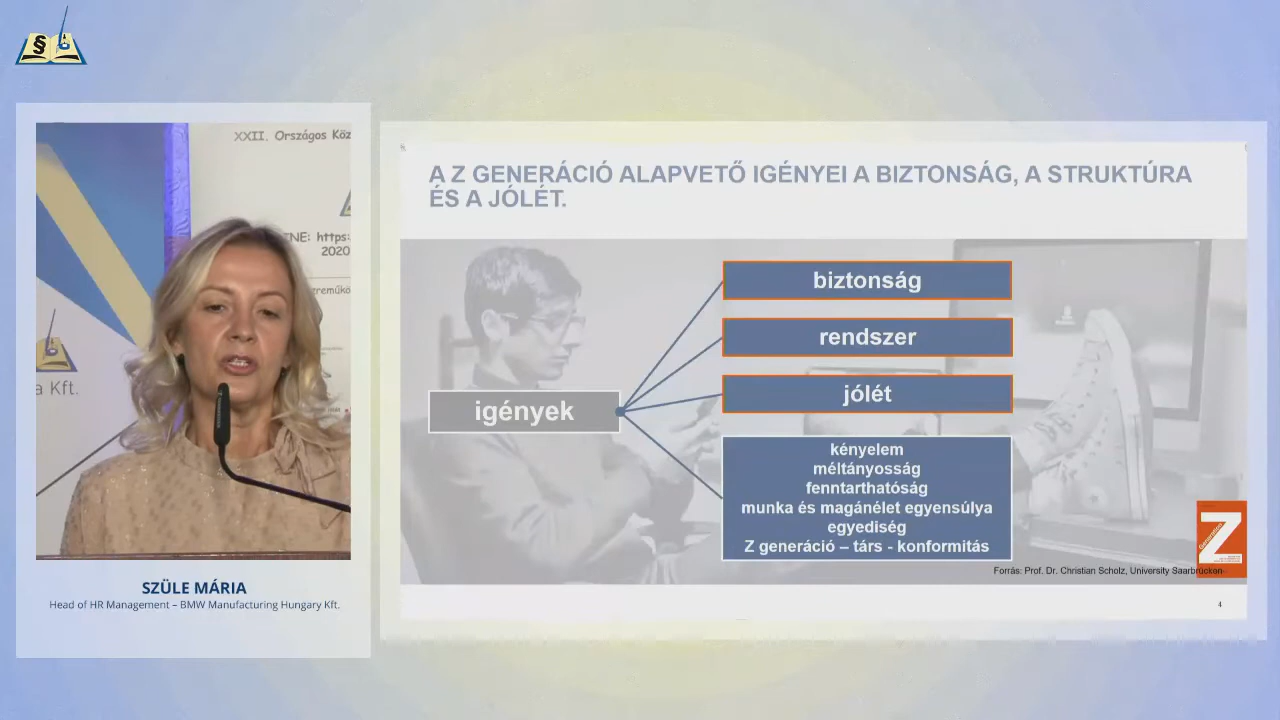 §
XXII. Országos Köz
ENE: https:
2020
a Kft.
SZÜLE MÁRIA
Head of HR Management – BMW Manufacturing Hungary Kft.
A Z GENERÁCIÓ ALAPVETŐ IGÉNYEI A BIZTONSÁG, A STRUKTÚRA
ÉS A JÓLÉT.
igények
biztonság
rendszer
jólét
kényelem
méltányosság
fenntarthatóság
munka és magánélet egyensúlya
egyediség
Z generáció – társ - konformitás
Z
Forrás: Prof. Dr. Christian Scholz, University Saarbrücken
4